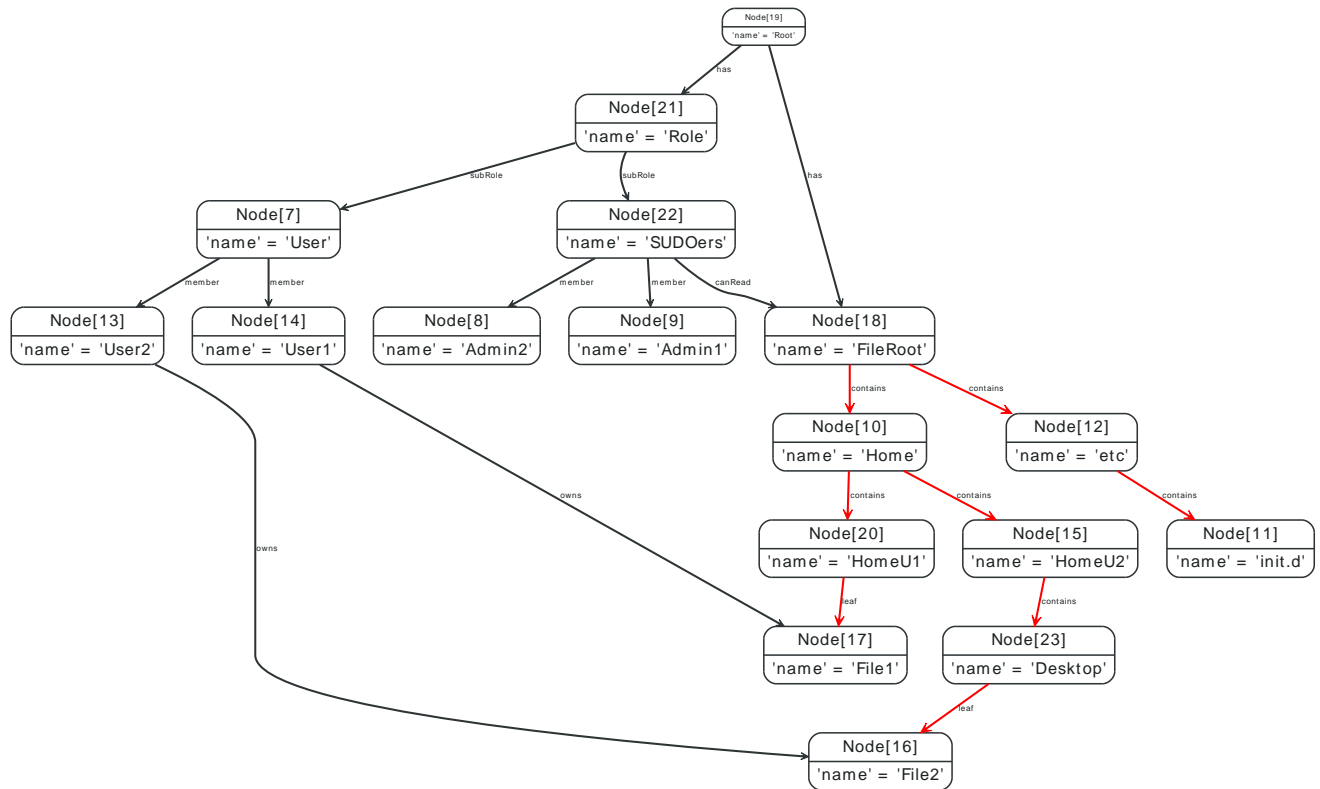 Node[19]
'name' = 'Root'
has
Node[21]
'name' = 'Role'
subRole
subRole
has
Node[7]
'name' = 'User'
Node[22]
'name' = 'SUDOers'
member
member
member
member
canRead
Node[13]
'name' = 'User2'
Node[14]
'name' = 'User1'
Node[8]
'name' = 'Admin2'
Node[9]
'name' = 'Admin1'
Node[18]
'name' = 'FileRoot'
contains
contains
Node[10]
'name' = 'Home'
Node[12]
'name' = 'etc'
owns
contains
contains
contains
Node[20]
'name' = 'HomeU1'
Node[15]
'name' = 'HomeU2'
Node[11]
'name' = 'init.d'
owns
leaf
contains
Node[17]
'name' = 'File1'
Node[23]
'name' = 'Desktop'
leaf
Node[16]
'name' = 'File2'